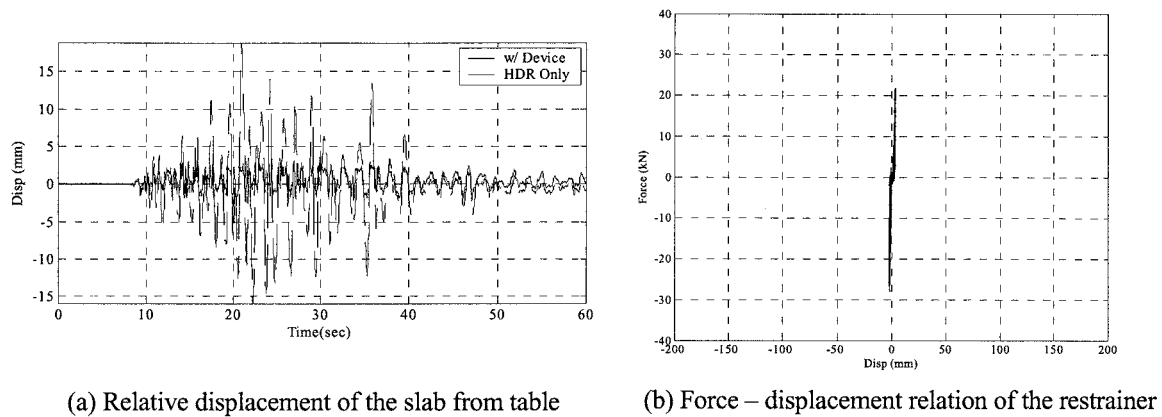 Disp (mm)
15
10
5
0
-5
-10
-15
0 10 20 30 40 50 60
Time(sec)
w/ Device
HDR Only
(a) Relative displacement of the slab from table
Force (kN)
40
30
20
10
0
-10
-20
-30
-40
-200 -150 -100 -50 0 50 100 150 200
Disp (mm)
(b) Force – displacement relation of the restrainer